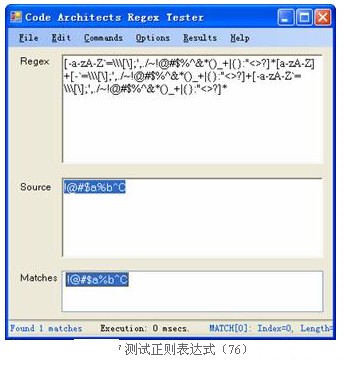 Code Architects Regex Tester
File Edit Commands Options Results Help
Regex
[-a-zA-Z`=\\\[\];',./~!@#$%^&*()_+|{}:"<>?]*[a-zA-Z]
+[-`=\\\[\];',./~!@#$%^&*()_+|{}:"<>?]+[-a-zA-Z`=
\\\[\];',./~!@#$%^&*()_+|{}:"<>?]*
Source
!@#$a%b^C
Matches
!@#$a%b^C
Found 1 matches Execution: 0 msecs. MATCH[0]: Index=0, Length=
测试正则表达式（76）